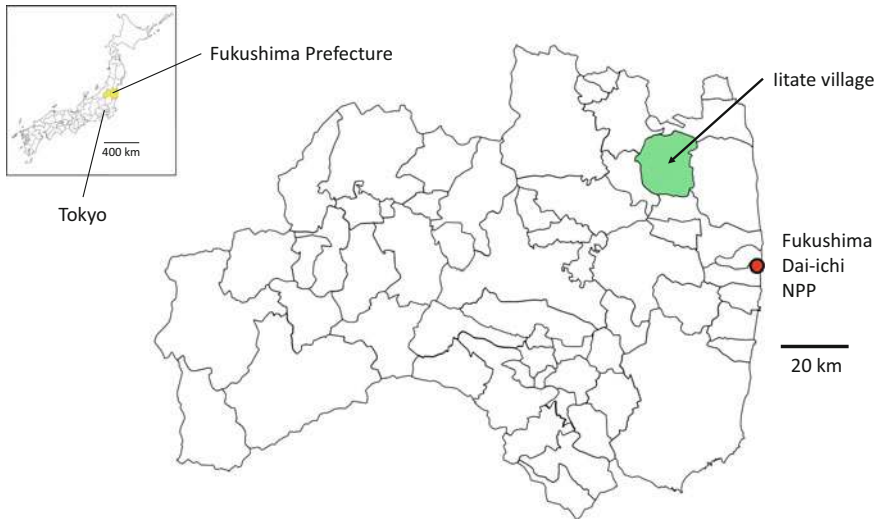 Fukushima Prefecture
400 km
Tokyo
Iitate village
Fukushima
Dai-ichi
NPP
20 km